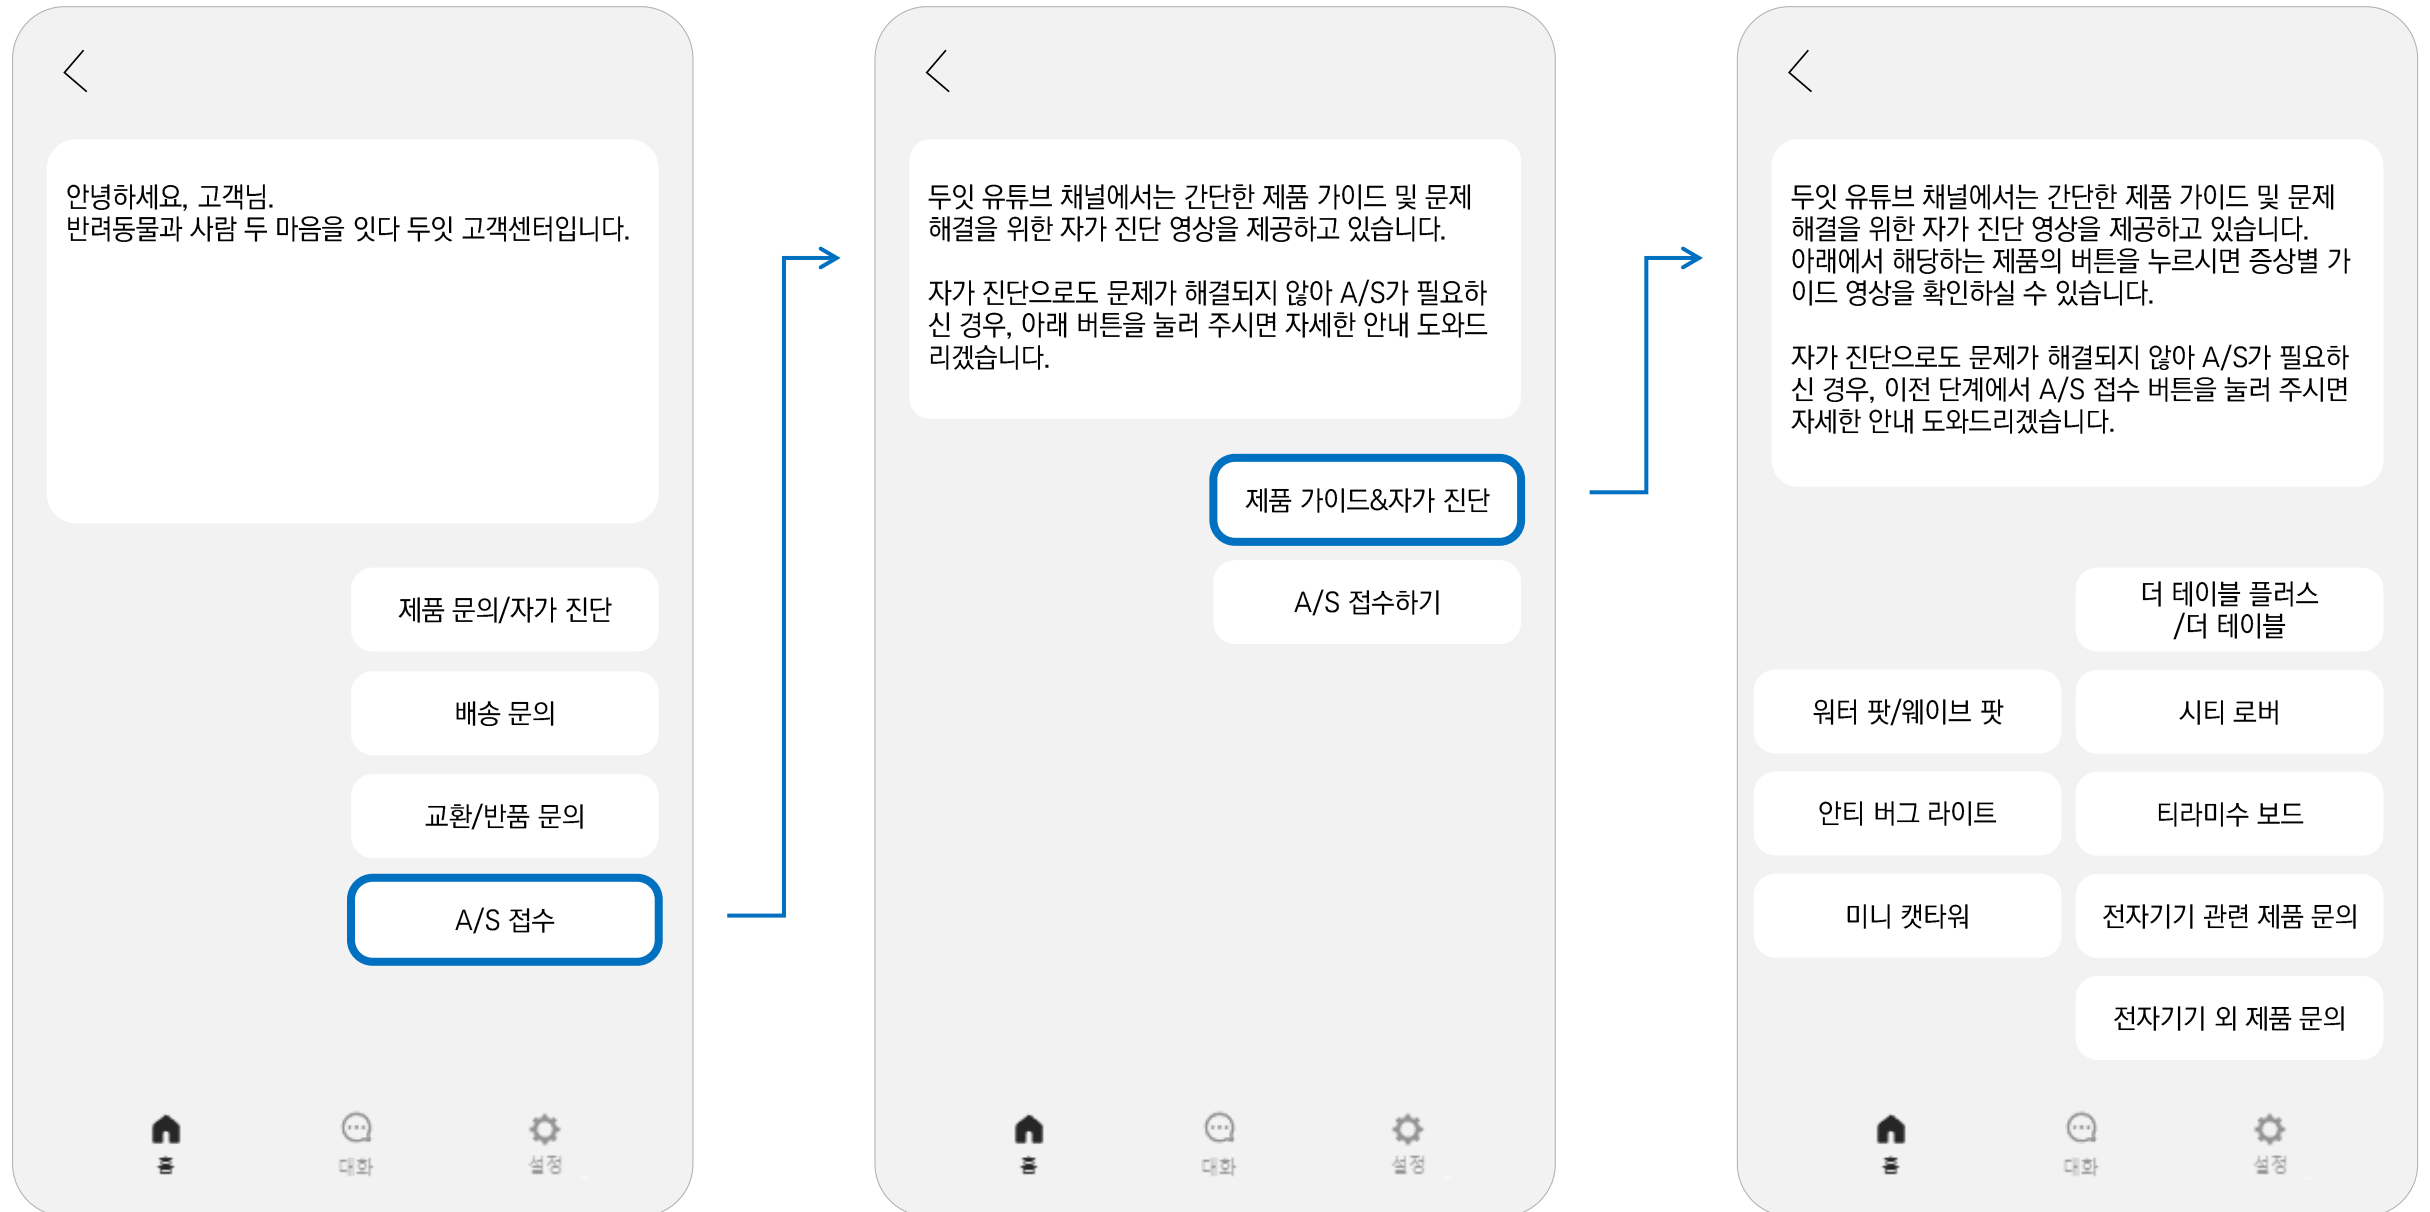 안녕하세요, 고객님.
반려동물과 사람 두 마음을 잇다 두잇 고객센터입니다.
제품 문의/자가 진단
배송 문의
교환/반품 문의
A/S 접수
홈
대화
설정
두잇 유튜브 채널에서는 간단한 제품 가이드 및 문제
해결을 위한 자가 진단 영상을 제공하고 있습니다.
자가 진단으로도 문제가 해결되지 않아 A/S가 필요하
신 경우, 아래 버튼을 눌러 주시면 자세한 안내 도와드
리겠습니다.
제품 가이드&자가 진단
A/S 접수하기
홈
대화
설정
두잇 유튜브 채널에서는 간단한 제품 가이드 및 문제
해결을 위한 자가 진단 영상을 제공하고 있습니다.
아래에서 해당하는 제품의 버튼을 누르시면 증상별 가
이드 영상을 확인하실 수 있습니다.
자가 진단으로도 문제가 해결되지 않아 A/S가 필요하
신 경우, 이전 단계에서 A/S 접수 버튼을 눌러 주시면
자세한 안내 도와드리겠습니다.
더 테이블 플러스
/더 테이블
워터 팟/웨이브 팟
시티 로버
안티 버그 라이트
티라미수 보드
미니 캣타워
전자기기 관련 제품 문의
전자기기 외 제품 문의
홈
대화
설정